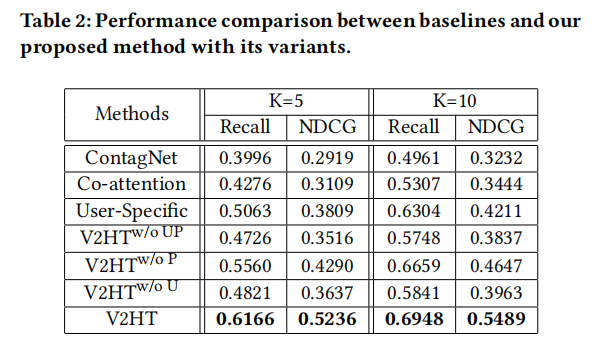 Table 2: Performance comparison between baselines and our
proposed method with its variants.
Methods K=5 K=10
Recall NDCG Recall NDCG
ContagNet 0.3996 0.2919 0.4961 0.3232
Co-attention 0.4276 0.3109 0.5307 0.3444
User-Specific 0.5063 0.3809 0.6304 0.4211
V2HTw/o UP 0.4726 0.3516 0.5748 0.3837
V2HTw/o P 0.5560 0.4290 0.6659 0.4647
V2HTw/o U 0.4821 0.3637 0.5841 0.3963
V2HT 0.6166 0.5236 0.6948 0.5489